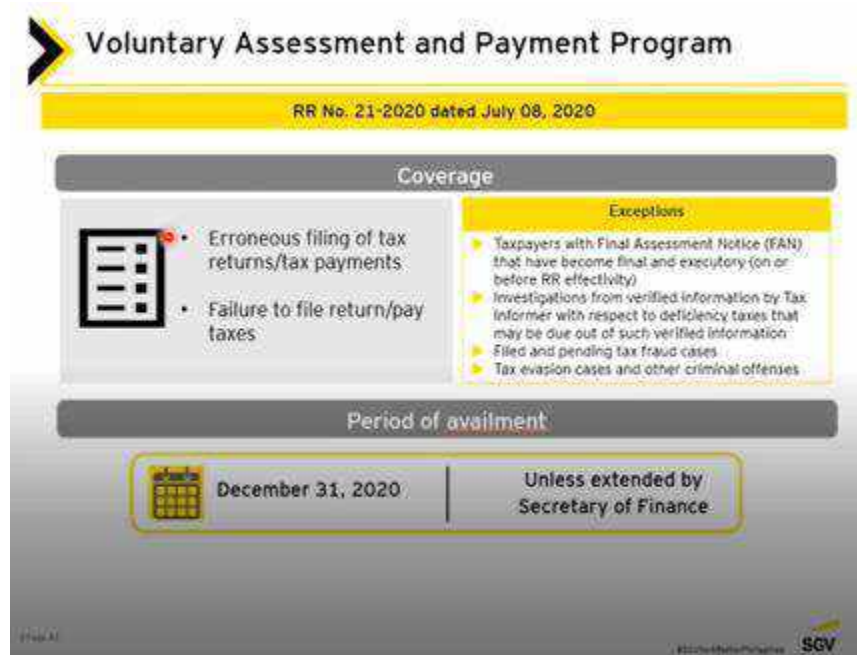 Voluntary Assessment and Payment Program
RR No. 21-2020 dated July 08, 2020
Coverage
• Erroneous filing of tax
returns/tax payments
• Failure to file return/pay
taxes
Exceptions
Taxpayers with Final Assessment Notice (FAN)
that have become final and executory (on or
before RR effectivity)
Investigations from verified information by Tax
Informer with respect to deficiency taxes that
may be due out of such verified information
Filed and pending tax fraud cases
Tax evasion cases and other criminal offenses
Period of availment
December 31, 2020
Unless extended by
Secretary of Finance
SGV